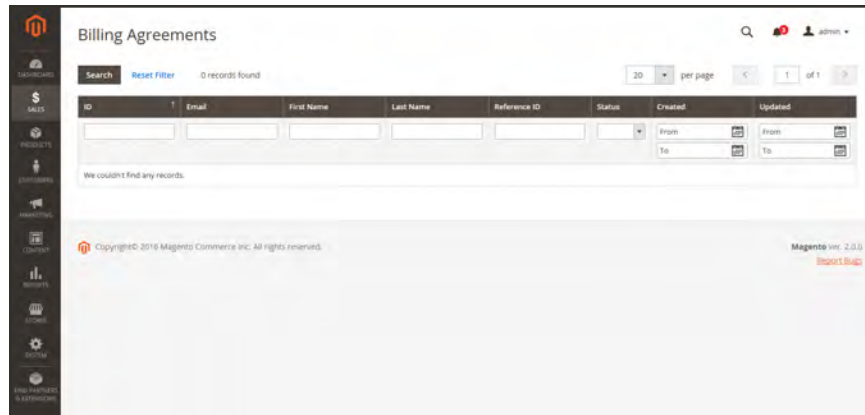 Billing Agreements
admin
Search Reset Filter 0 records found 20 per page 1 of 1
ID Email First Name Last Name Reference ID Status Created Updated
From From
To To
We couldn't find any records.
Copyright© 2016 Magento Commerce Inc. All rights reserved.
Magento ver. 2.0.0
Report Bugs
DASHBOARD
$
SALES
PRODUCTS
CUSTOMERS
MARKETING
CONTENT
REPORTS
STORES
SYSTEM
FIND PARTNERS
& EXTENSIONS